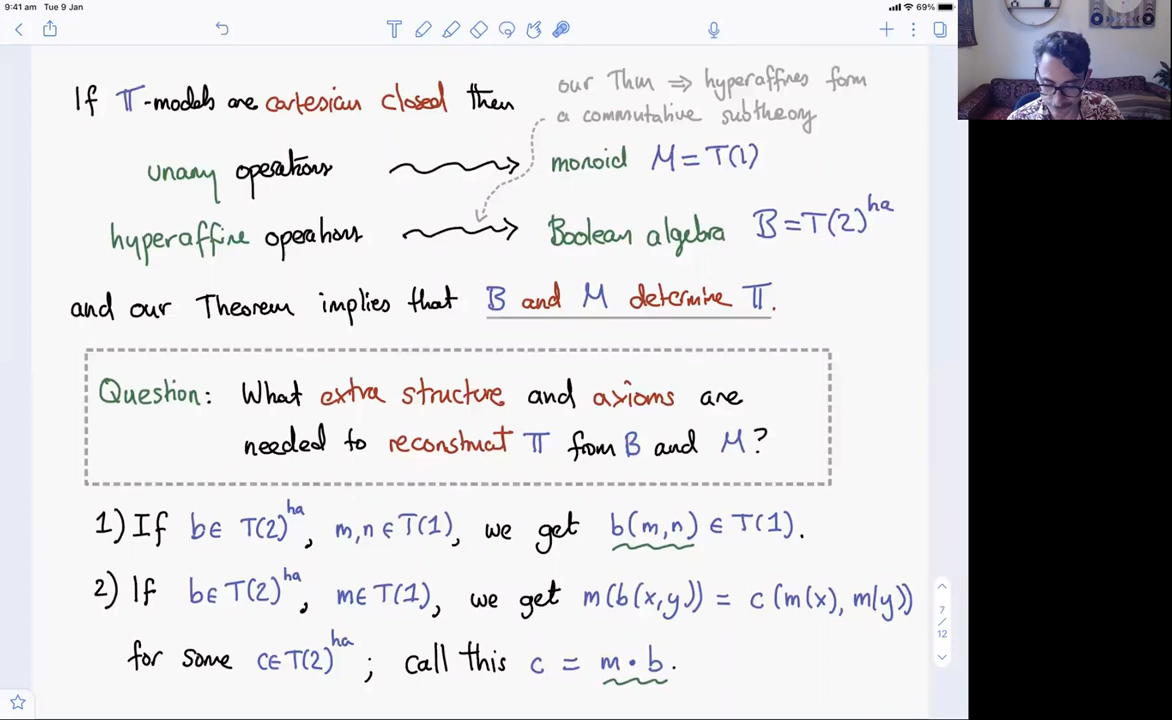 9:41 am Tue 9 Jan
69%
If 𝕋-models are cartesian closed then
our Thm ⇒ hyperaffines form
a commutative subtheory
unary operations
monoid M = T(1)
hyperaffine operations
Boolean algebra B = T(2)^ha
and our Theorem implies that B and M determine 𝕋.
Question: What extra structure and axioms are
needed to reconstruct 𝕋 from B and M?
1) If b ∈ T(2)^ha, m,n ∈ T(1), we get b(m,n) ∈ T(1).
2) If b ∈ T(2)^ha, m ∈ T(1), we get m(b(x,y)) = c(m(x), m(y))
for some c ∈ T(2)^ha; call this c = m • b.
7
/
12